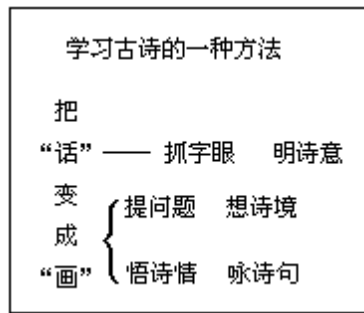 学习古诗的一种方法
把
“话” —— 抓字眼 明诗意
变
提问题 想诗境
成
“画” 悟诗情 咏诗句